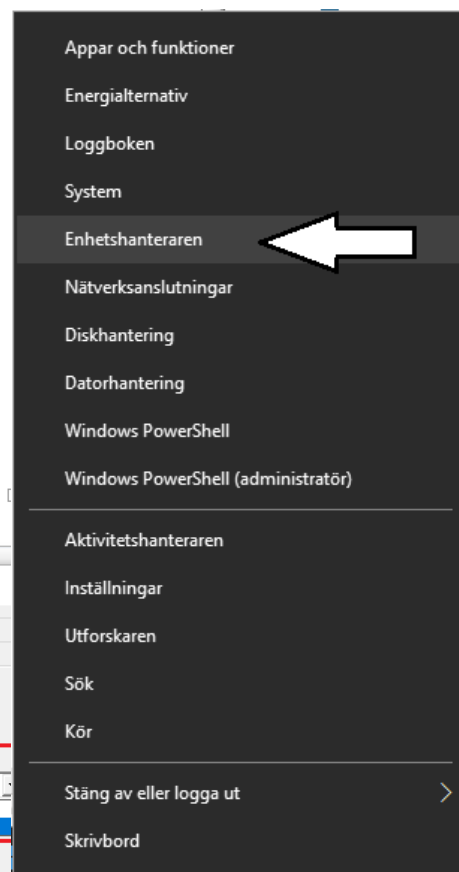 Appar och funktioner
Energialternativ
Loggboken
System
Enhetshanteraren
Nätverksanslutningar
Diskhantering
Datorhantering
Windows PowerShell
Windows PowerShell (administratör)
Aktivitetshanteraren
Inställningar
Utforskaren
Sök
Kör
Stäng av eller logga ut
Skrivbord